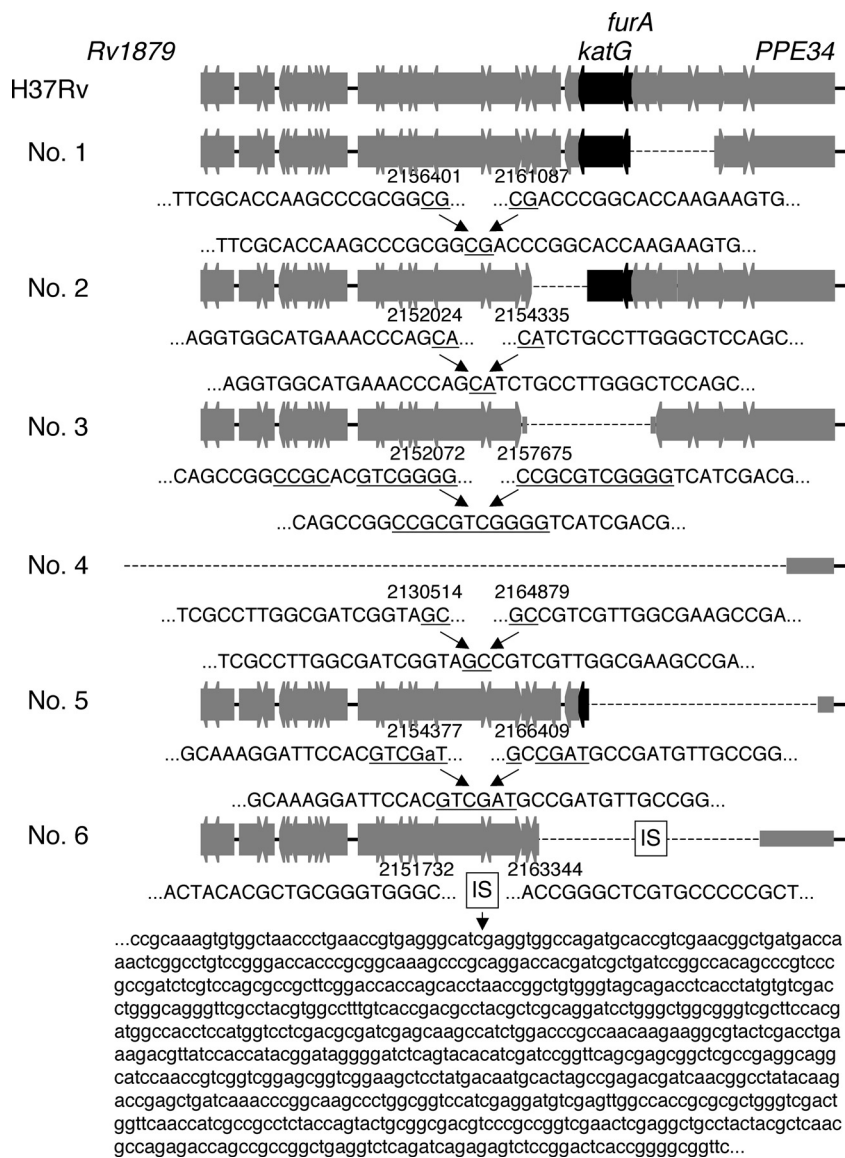 furA
Rv1879 katG PPE34
H37Rv
No. 1
2156401 2161087
...TTCGCACCAAGCCCGCGGCG... ...CGACCCGGCACCAAGAAGTG...
...TTCGCACCAAGCCCGCGGCGACCCGGCACCAAGAAGTG...
No. 2
2152024 2154335
...AGGTGGCATGAAACCCAGCA... ...CATCTGCCTTGGGCTCCAGC...
...AGGTGGCATGAAACCCAGCATCTGCCTTGGGCTCCAGC...
No. 3
2152072 2157675
...CAGCCGGCCGCACGTCGGGG... ...CCGCGTCGGGGTCATCGACG...
...CAGCCGGCCGCGTCGGGGTCATCGACG...
No. 4
2130514 2164879
...TCGCCTTGGCGATCGGTAGC... ...GCCGTCGTTGGCGAAGCCGA...
...TCGCCTTGGCGATCGGTAGCCGTCGTTGGCGAAGCCGA...
No. 5
2154377 2166409
...GCAAAGGATTCCACGTCGaT... ...GCCGATGCCGATGTTGCCGG...
...GCAAAGGATTCCACGTCGATGCCGATGTTGCCGG...
No. 6 IS
2151732 2163344
...ACTACACGCTGCGGGTGGGC... IS ...ACCGGGCTCGTGCCCCCGCT...
...ccgcaaagtgtggctaaccctgaaccgtgagggcatcgaggtggccagatgcaccgtcgaacggctgatgacca
aactcggcctgtccgggaccacccgcggcaaagcccgcaggaccacgatcgctgatccggccacagcccgtccc
gccgatctcgtccagcgccgcttcggaccaccagcacctaaccggctgtgggtagcagacctcacctatgtgtcgac
ctgggcagggttcgcctacgtggcctttgtcaccgacgcctacgctcgcaggatcctgggctggcgggtcgcttccacg
atggccacctccatggtcctcgacgcgatcgagcaagccatctggacccgccaacaagaaggcgtactcgacctga
aagacgttatccaccatacggataggggatctcagtacacatcgatccggttcagcgagcggctcgccgaggcagg
catccaaccgtcggtcggagcggtcggaagctcctatgacaatgcactagccgagacgatcaacggcctatacaag
accgagctgatcaaacccggcaagccctggcggtccatcgaggatgtcgagttggccaccgcgcgctgggtcgact
ggttcaaccatcgccgcctctaccagtactgcggcgacgtcccgccggtcgaactcgaggctgcctactacgctcaac
gccagagaccagccgccggctgaggtctcagatcagagagtctccggactcaccggggcggttc...